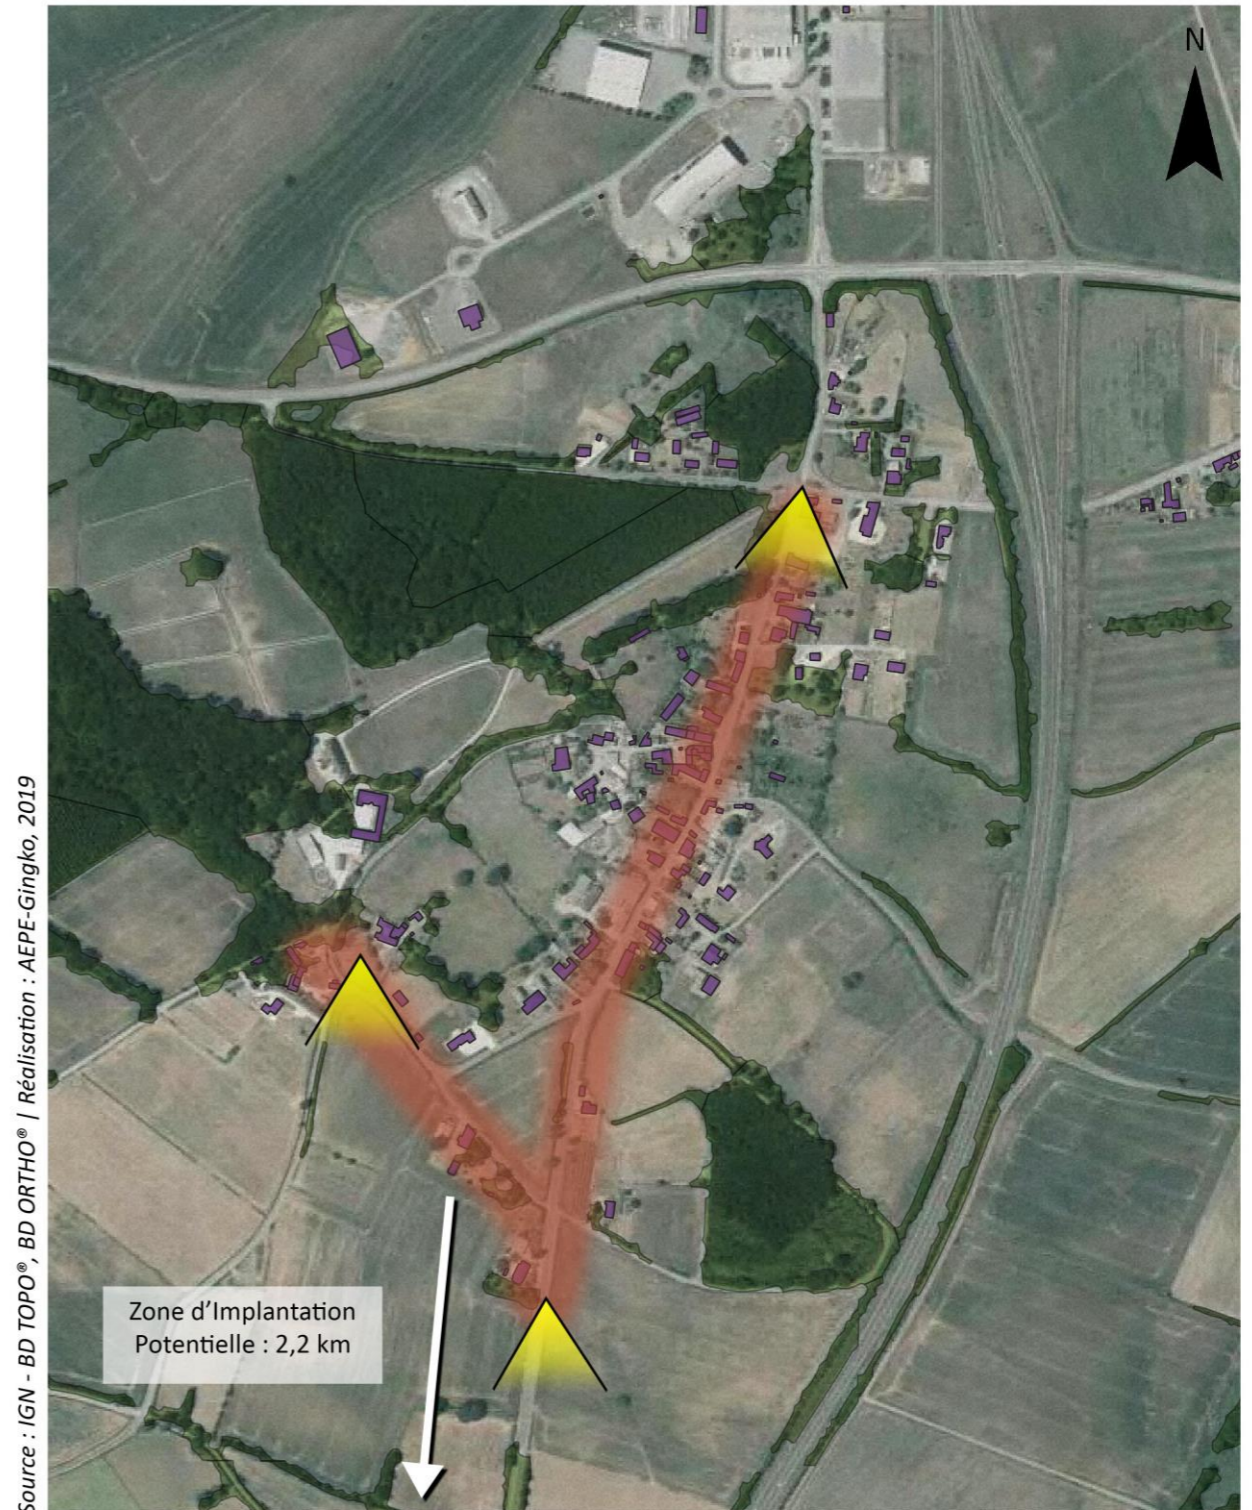 N
Zone d’Implantation
Potentielle : 2,2 km
Source : IGN - BD TOPO®, BD ORTHO® | Réalisation : AEPE-Gingko, 2019